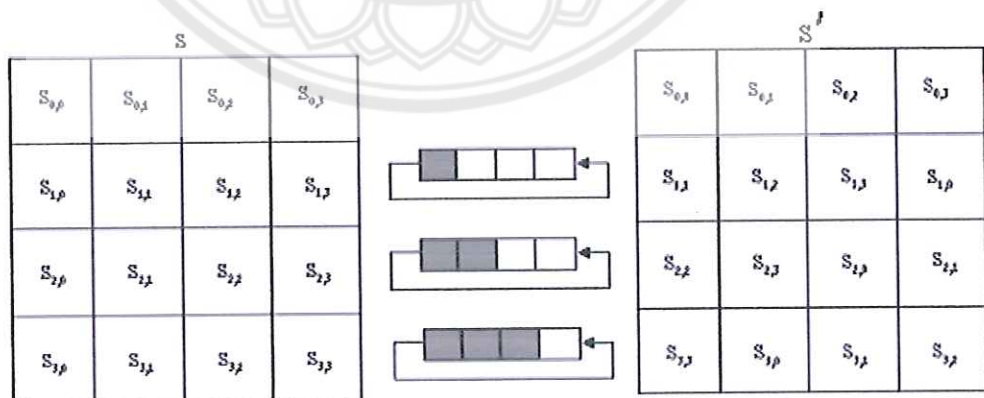 S S'
S0,0 S0,1 S0,2 S0,3 S0,0 S0,1 S0,2 S0,3
S1,0 S1,1 S1,2 S1,3 S1,1 S1,2 S1,3 S1,0
S2,0 S2,1 S2,2 S2,3 S2,2 S2,3 S2,0 S2,1
S3,0 S3,1 S3,2 S3,3 S3,3 S3,0 S3,1 S3,2